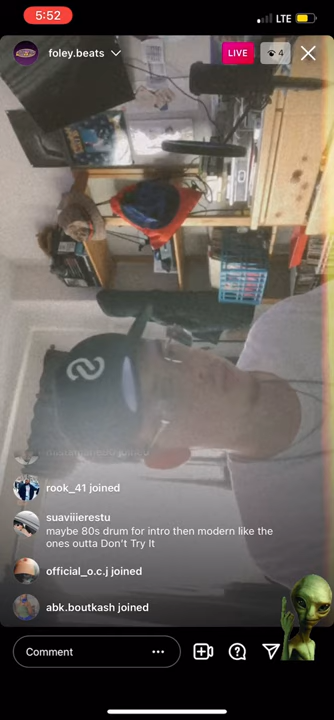 5:52
LTE
foley.beats
LIVE
4
rook_41 joined
suaviiierestu
maybe 80s drum for intro then modern like the
ones outta Don't Try It
official_o.c.j joined
abk.boutkash joined
Comment